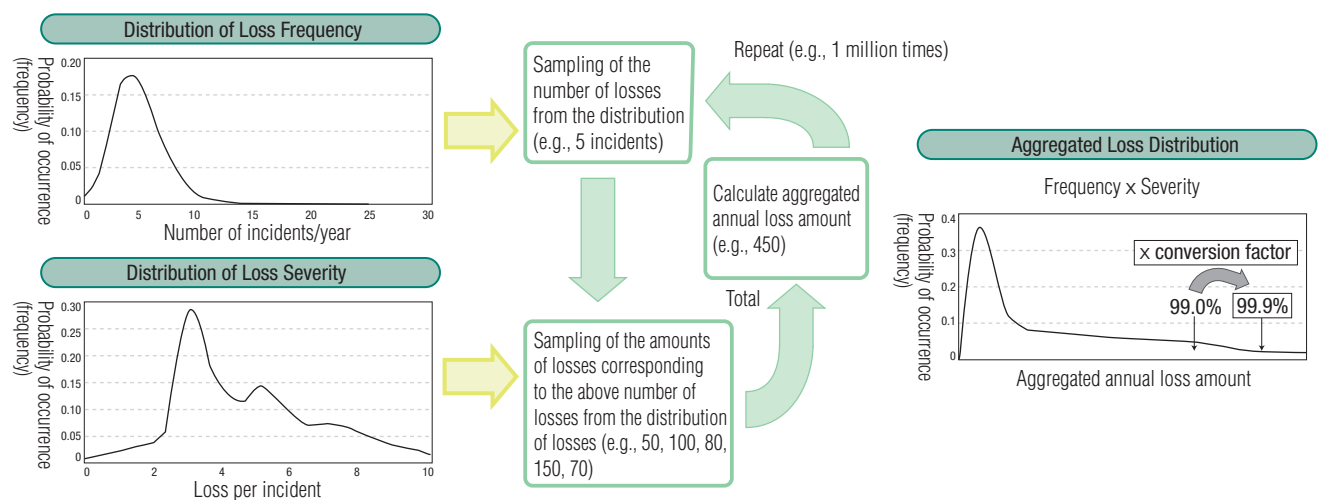 Distribution of Loss Frequency
Probability of occurrence
(frequency)
0.20
0.15
0.10
0.05
0
0 5 10 15 20 25 30
Number of incidents/year
Distribution of Loss Severity
Probability of occurrence
(frequency)
0.30
0.25
0.20
0.15
0.10
0.05
0
0 2 4 6 8 10
Loss per incident
Sampling of the
number of losses
from the distribution
(e.g., 5 incidents)
Sampling of the amounts
of losses corresponding
to the above number of
losses from the distribution
of losses (e.g., 50, 100, 80,
150, 70)
Total
Calculate aggregated
annual loss amount
(e.g., 450)
Repeat (e.g., 1 million times)
Aggregated Loss Distribution
Frequency x Severity
Probability of occurrence
(frequency)
0.4
0.3
0.2
0.1
0
x conversion factor
99.0% 99.9%
Aggregated annual loss amount